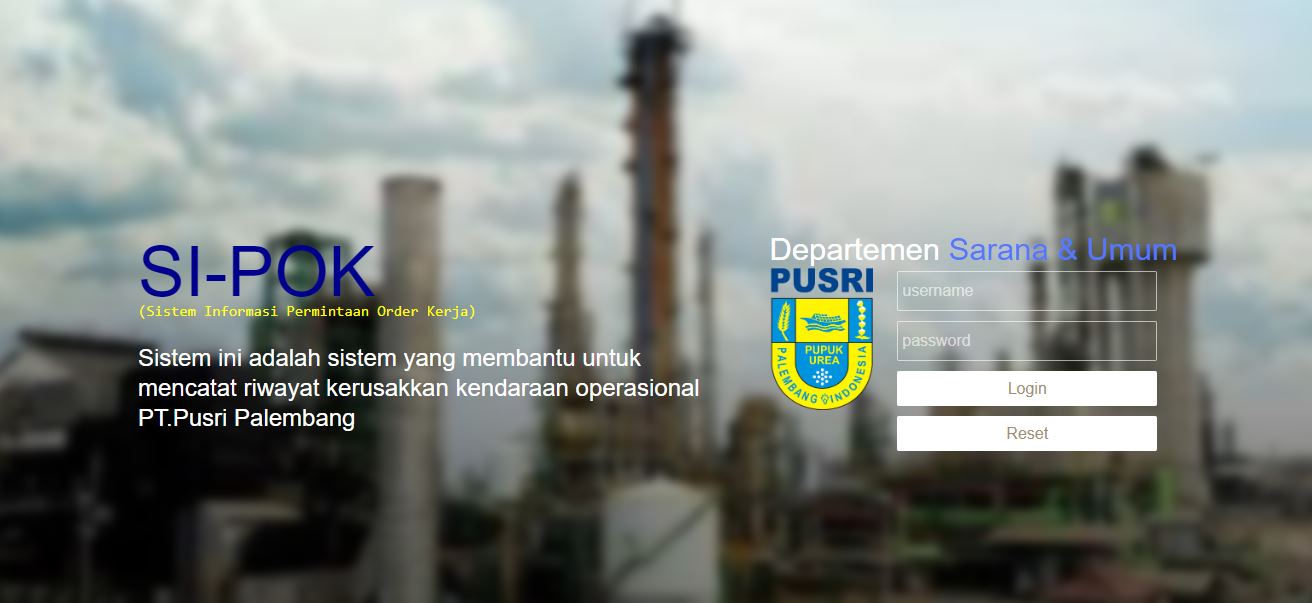 SI-POK
(Sistem Informasi Permintaan Order Kerja)
Sistem ini adalah sistem yang membantu untuk
mencatat riwayat kerusakkan kendaraan operasional
PT.Pusri Palembang
Departemen Sarana & Umum
PUSRI
PUPUK
UREA
PALEMBANG INDONESIA
username
password
Login
Reset